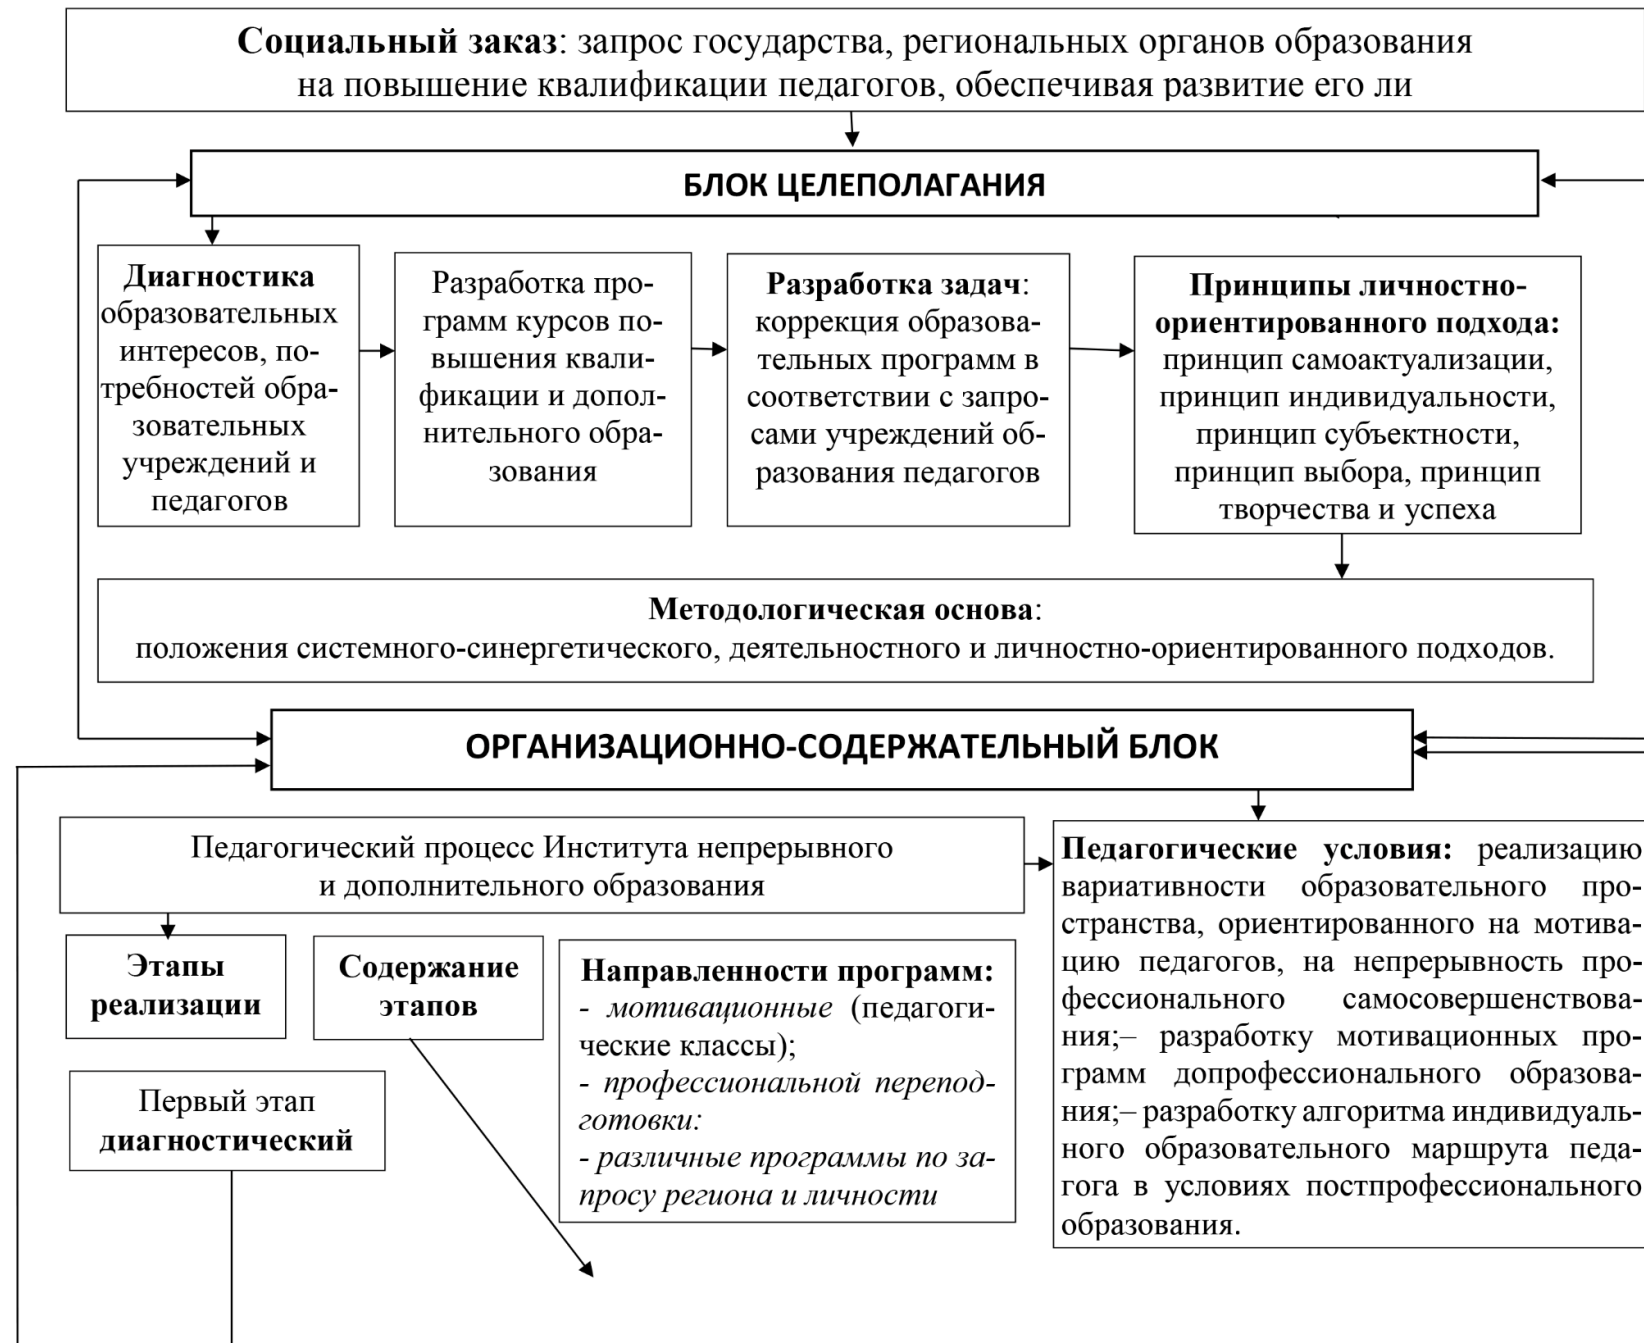 Социальный заказ: запрос государства, региональных органов образования
на повышение квалификации педагогов, обеспечивая развитие его ли
БЛОК ЦЕЛЕПОЛАГАНИЯ
Диагностика
образовательных
интересов, по-
требностей обра-
зовательных
учреждений и
педагогов
Разработка про-
грамм курсов по-
вышения квали-
фикации и допол-
нительного обра-
зования
Разработка задач:
коррекция образова-
тельных программ в
соответствии с запро-
сами учреждений об-
разования педагогов
Принципы личностно-
ориентированного подхода:
принцип самоактуализации,
принцип индивидуальности,
принцип субъектности,
принцип выбора, принцип
творчества и успеха
Методологическая основа:
положения системного-синергетического, деятельностного и личностно-ориентированного подходов.
ОРГАНИЗАЦИОННО-СОДЕРЖАТЕЛЬНЫЙ БЛОК
Педагогический процесс Института непрерывного
и дополнительного образования
Этапы
реализации
Содержание
этапов
Первый этап
диагностический
Направленности программ:
- мотивационные (педагоги-
ческие классы);
- профессиональной перепод-
готовки:
- различные программы по за-
просу региона и личности
Педагогические условия: реализацию
вариативности образовательного про-
странства, ориентированного на мотива-
цию педагогов, на непрерывность про-
фессионального самосовершенствова-
ния;– разработку мотивационных про-
грамм допрофессионального образова-
ния;– разработку алгоритма индивидуаль-
ного образовательного маршрута педа-
гога в условиях постпрофессионального
образования.